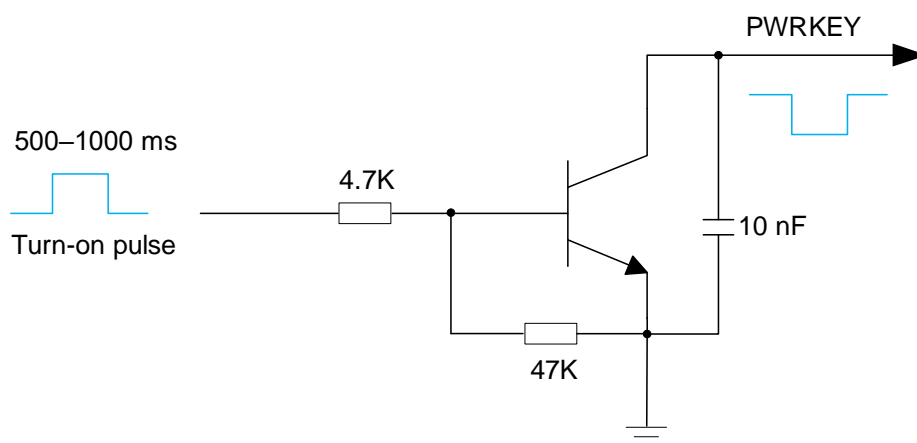 PWRKEY
500–1000 ms
4.7K
10 nF
Turn-on pulse
47K